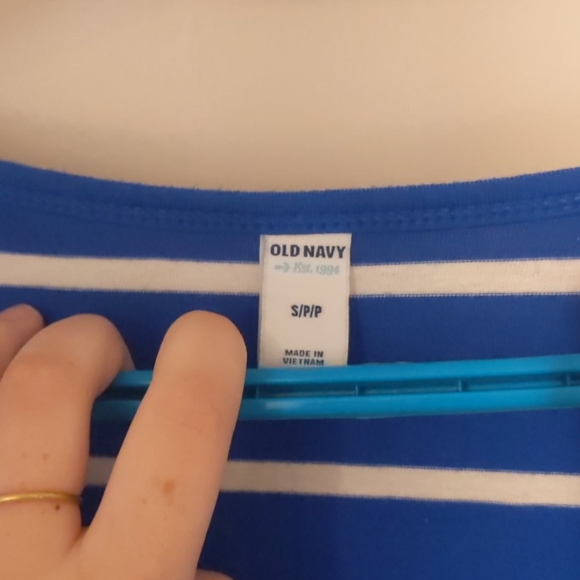 OLD NAVY
Est. 1994
S/P/P
MADE IN
VIETNAM